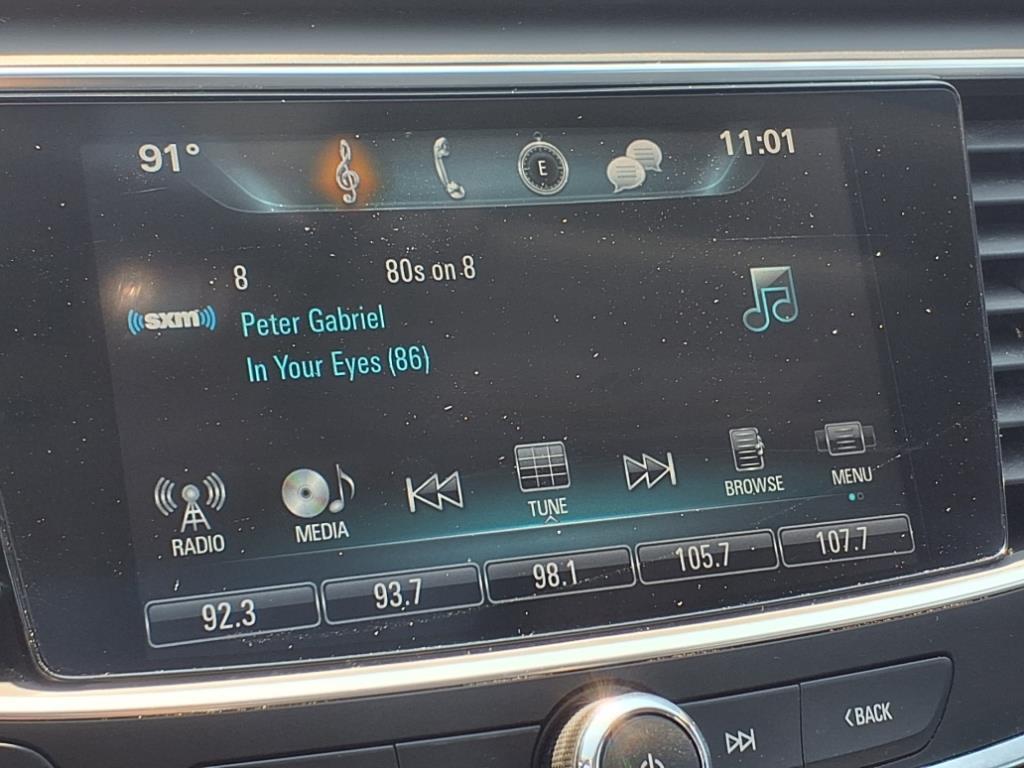 91° E 11:01
8 80s on 8
sxm Peter Gabriel
In Your Eyes (86)
RADIO MEDIA TUNE BROWSE MENU
92.3 93.7 98.1 105.7 107.7
BACK